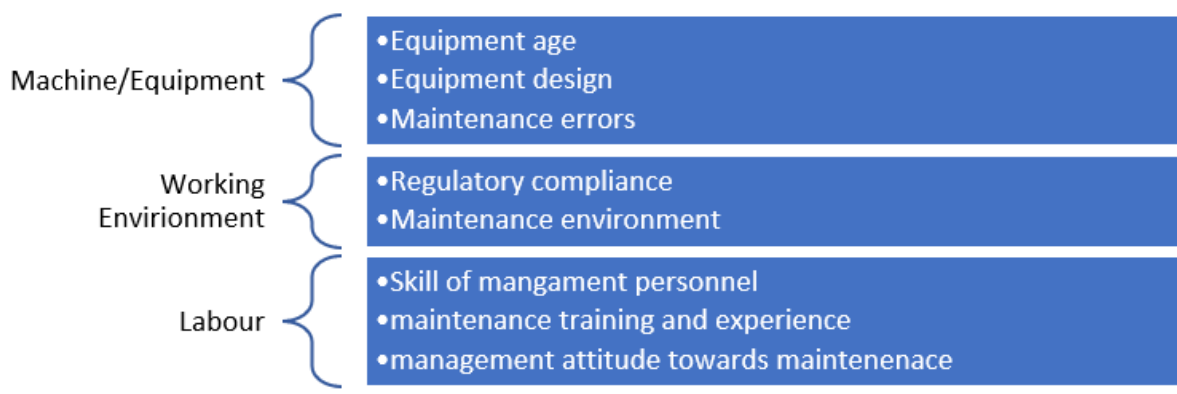 Machine/Equipment
•Equipment age
•Equipment design
•Maintenance errors
Working
Envirionment
•Regulatory compliance
•Maintenance environment
Labour
•Skill of mangament personnel
•maintenance training and experience
•management attitude towards maintenenace